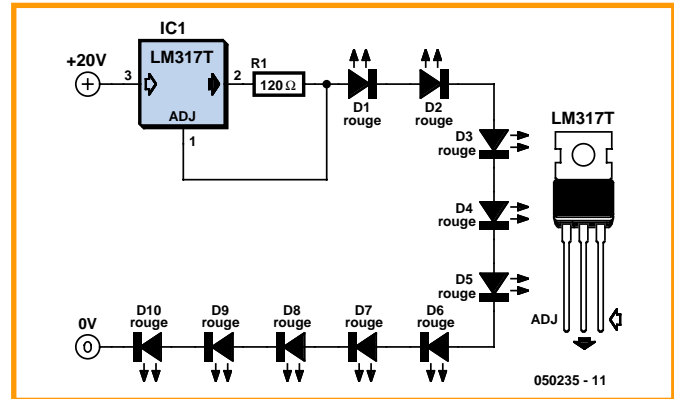 IC1
LM317T
+20V
3
2
R1
120 Ω
ADJ
1
D1
rouge
D2
rouge
D3
rouge
D4
rouge
D5
rouge
LM317T
ADJ
0V
0
D10
rouge
D9
rouge
D8
rouge
D7
rouge
D6
rouge
050235 - 11